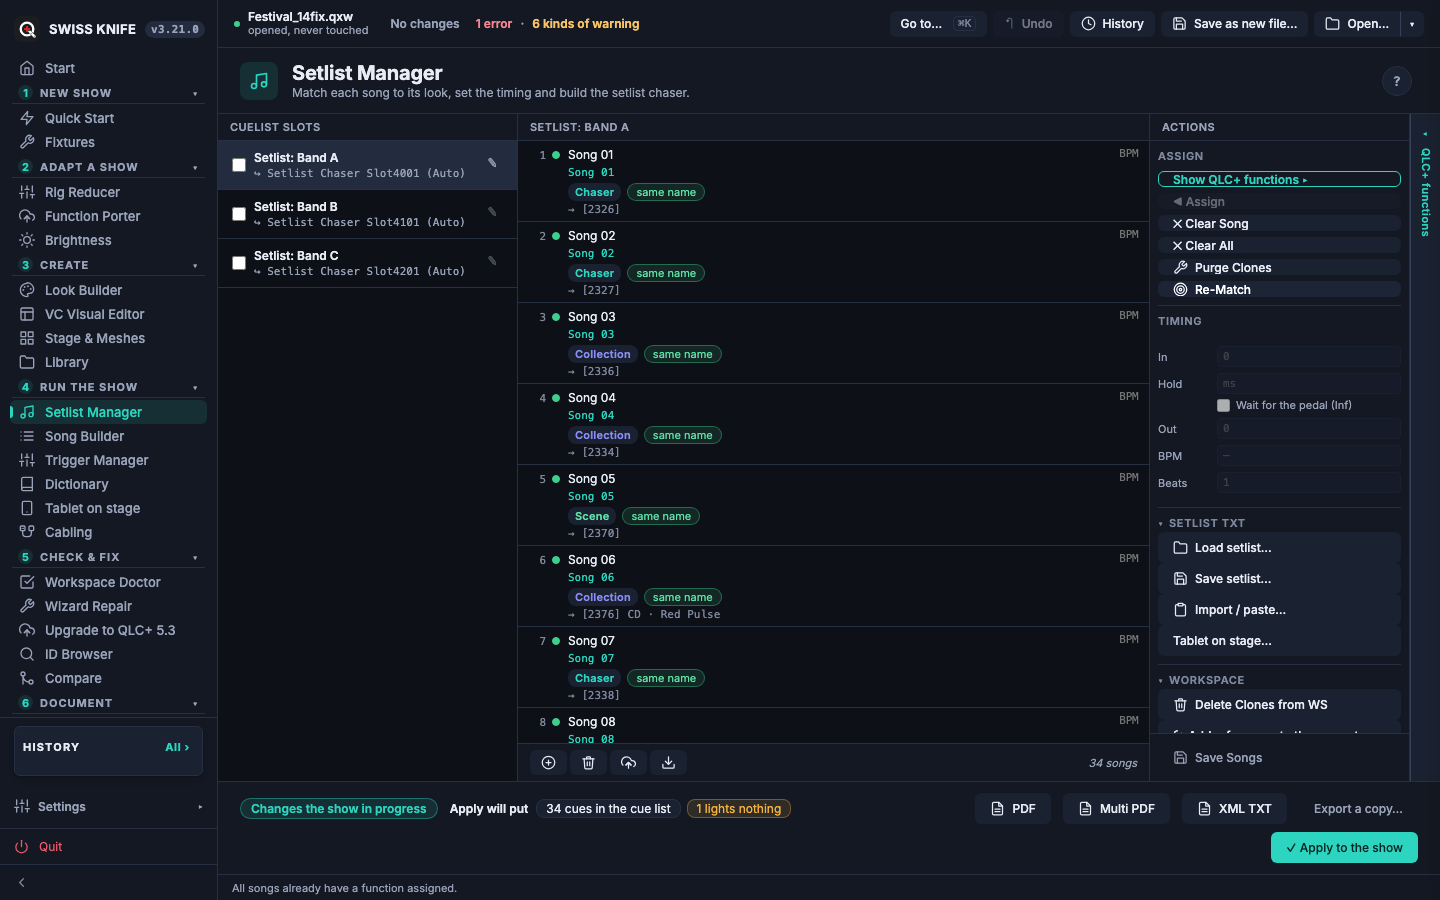 SWISS KNIFE v3.21.0
Start
1 NEW SHOW
Quick Start
Fixtures
2 ADAPT A SHOW
Rig Reducer
Function Porter
Brightness
3 CREATE
Look Builder
VC Visual Editor
Stage & Meshes
Library
4 RUN THE SHOW
Setlist Manager
Song Builder
Trigger Manager
Dictionary
Tablet on stage
Cabling
5 CHECK & FIX
Workspace Doctor
Wizard Repair
Upgrade to QLC+ 5.3
ID Browser
Compare
6 DOCUMENT
HISTORY All ›
Settings
Quit
Festival_14fix.qxw
opened, never touched
No changes 1 error · 6 kinds of warning
Go to... ⌘K Undo History Save as new file... Open...
Setlist Manager
Match each song to its look, set the timing and build the setlist chaser.
?
CUELIST SLOTS
Setlist: Band A
↪ Setlist Chaser Slot4001 (Auto)
Setlist: Band B
↪ Setlist Chaser Slot4101 (Auto)
Setlist: Band C
↪ Setlist Chaser Slot4201 (Auto)
SETLIST: BAND A
1 Song 01 BPM
Song 01
Chaser same name
→ [2326]
2 Song 02 BPM
Song 02
Chaser same name
→ [2327]
3 Song 03 BPM
Song 03
Collection same name
→ [2336]
4 Song 04 BPM
Song 04
Collection same name
→ [2334]
5 Song 05 BPM
Song 05
Scene same name
→ [2370]
6 Song 06 BPM
Song 06
Collection same name
→ [2376] CD · Red Pulse
7 Song 07 BPM
Song 07
Chaser same name
→ [2338]
8 Song 08 BPM
Song 08
34 songs
ACTIONS
ASSIGN
Show QLC+ functions ▸
◀ Assign
Clear Song
Clear All
Purge Clones
Re-Match
TIMING
In 0
Hold ms
Wait for the pedal (Inf)
Out 0
BPM —
Beats 1
SETLIST TXT
Load setlist...
Save setlist...
Import / paste...
Tablet on stage...
WORKSPACE
Delete Clones from WS
Save Songs
QLC+ functions
Changes the show in progress Apply will put 34 cues in the cue list 1 lights nothing
PDF Multi PDF XML TXT Export a copy...
✓ Apply to the show
All songs already have a function assigned.